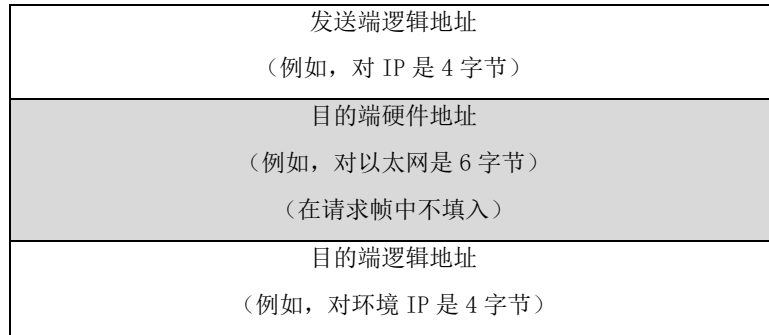 发送端逻辑地址
（例如，对 IP 是 4 字节）
目的端硬件地址
（例如，对以太网是 6 字节）
（在请求帧中不填入）
目的端逻辑地址
（例如，对环境 IP 是 4 字节）